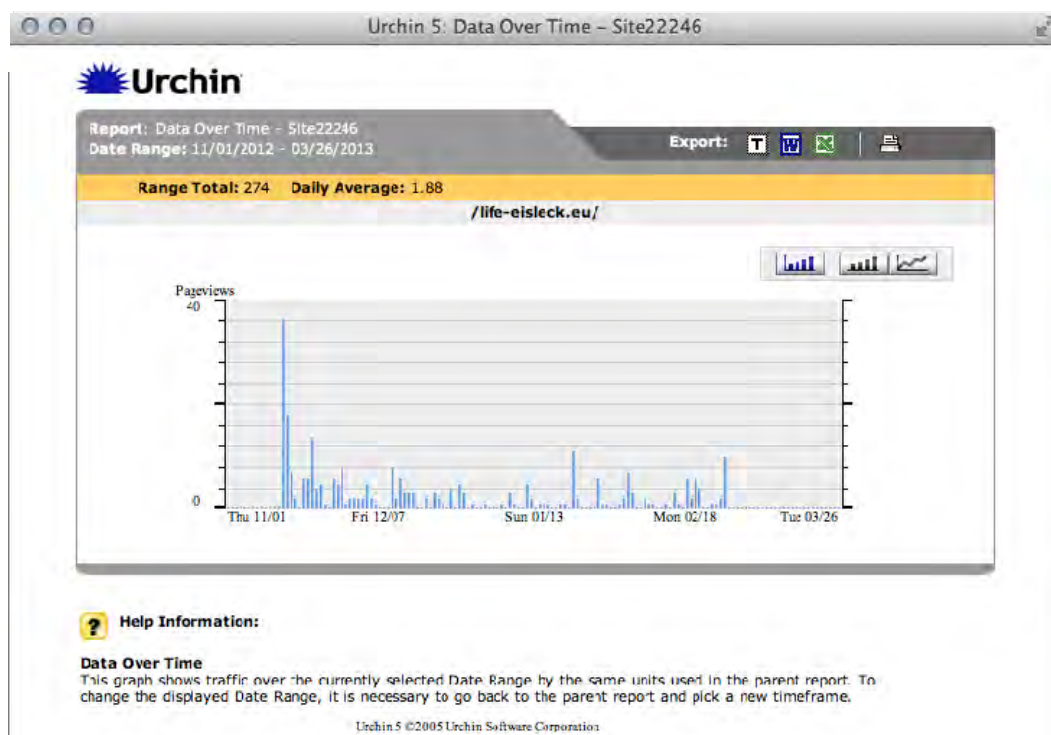 Urchin 5: Data Over Time – Site22246
Urchin
Report: Data Over Time - Site22246
Date Range: 11/01/2012 - 03/26/2013
Export: T W X
Range Total: 274 Daily Average: 1.88
/life-eisleck.eu/
Pageviews
40
0
Thu 11/01 Fri 12/07 Sun 01/13 Mon 02/18 Tue 03/26
? Help Information:
Data Over Time
This graph shows traffic over the currently selected Date Range by the same units used in the parent report. To
change the displayed Date Range, it is necessary to go back to the parent report and pick a new timeframe.
Urchin 5 ©2005 Urchin Software Corporation